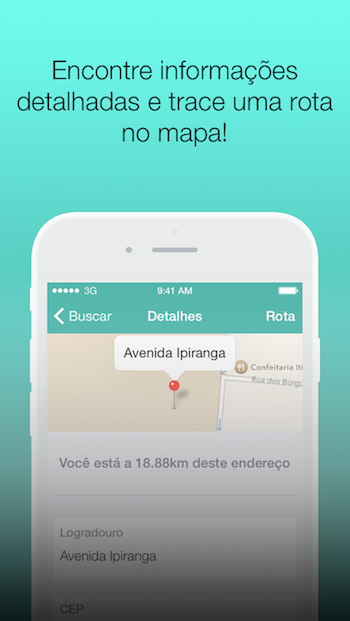 Encontre informações
detalhadas e trace uma rota
no mapa!
3G 9:41 AM
Buscar Detalhes Rota
Avenida Ipiranga
Confeitaria Iti
Rua dos Burgu
Você está a 18.88km deste endereço
Logradouro
Avenida Ipiranga
CEP